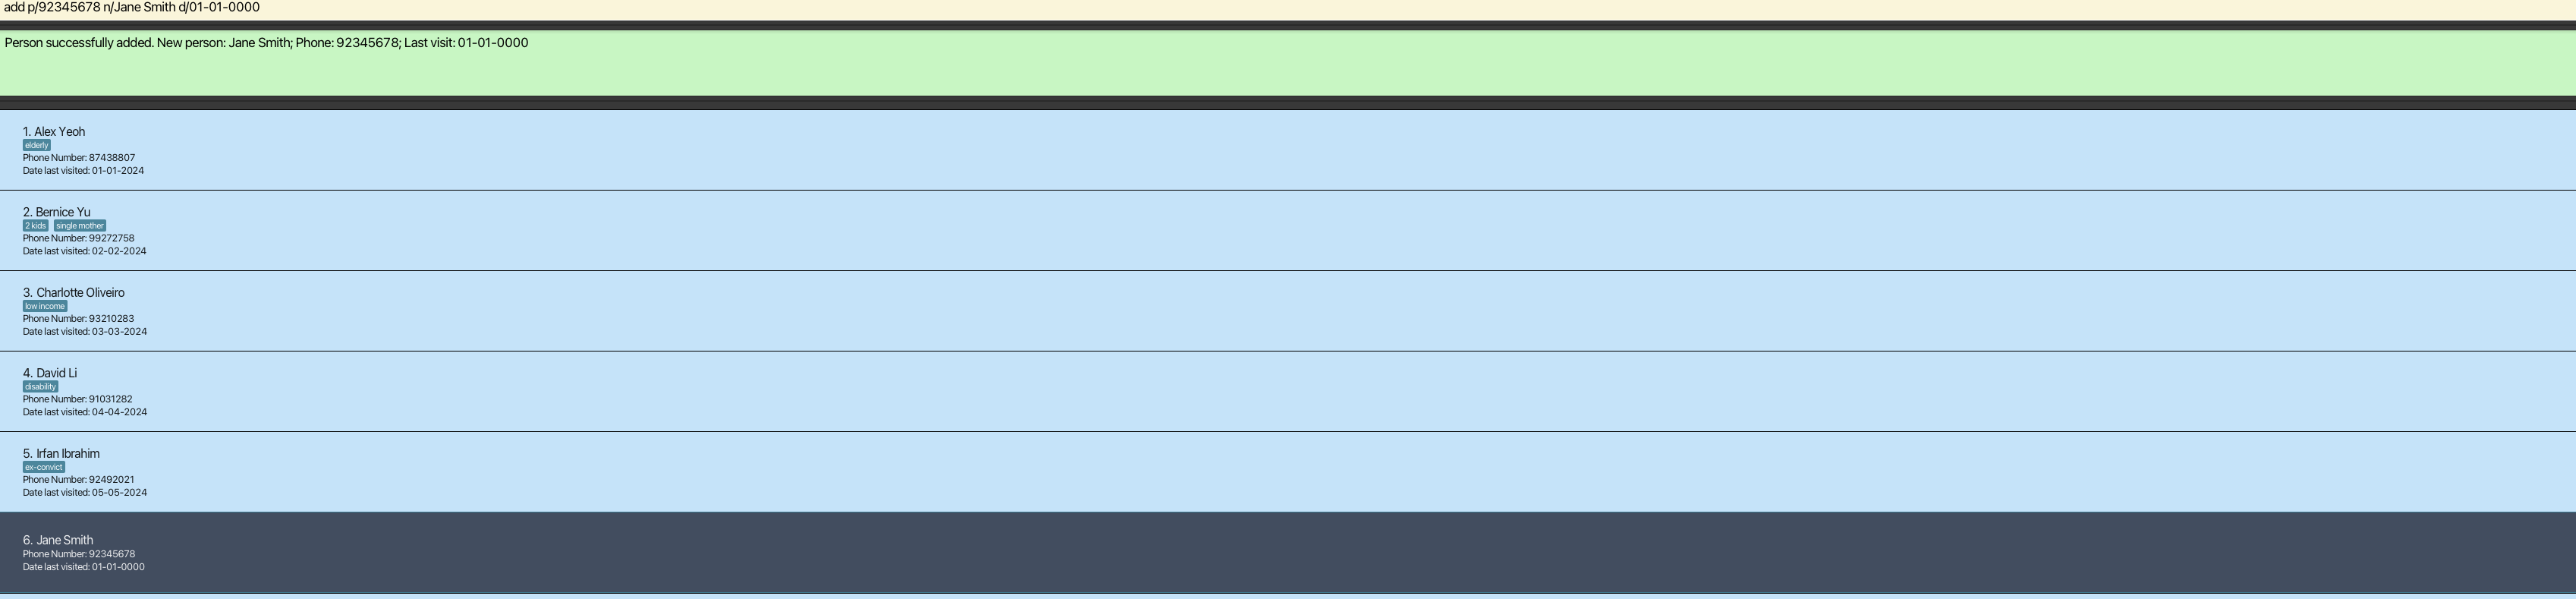 add p/92345678 n/Jane Smith d/01-01-0000
Person successfully added. New person: Jane Smith; Phone: 92345678; Last visit: 01-01-0000
1. Alex Yeoh
elderly
Phone Number: 87438807
Date last visited: 01-01-2024
2. Bernice Yu
2 kids single mother
Phone Number: 99272758
Date last visited: 02-02-2024
3. Charlotte Oliveiro
low income
Phone Number: 93210283
Date last visited: 03-03-2024
4. David Li
disability
Phone Number: 91031282
Date last visited: 04-04-2024
5. Irfan Ibrahim
ex-convict
Phone Number: 92492021
Date last visited: 05-05-2024
6. Jane Smith
Phone Number: 92345678
Date last visited: 01-01-0000